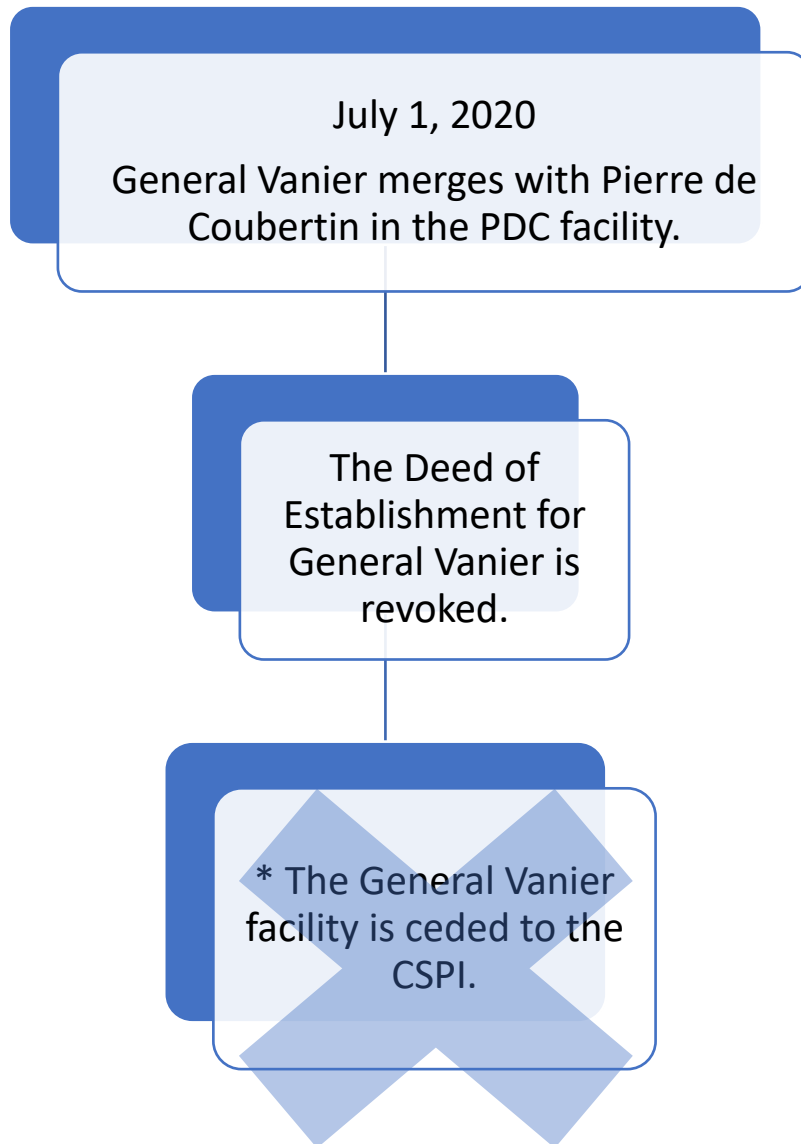 July 1, 2020
General Vanier merges with Pierre de
Coubertin in the PDC facility.
The Deed of
Establishment for
General Vanier is
revoked.
* The General Vanier
facility is ceded to the
CSPI.